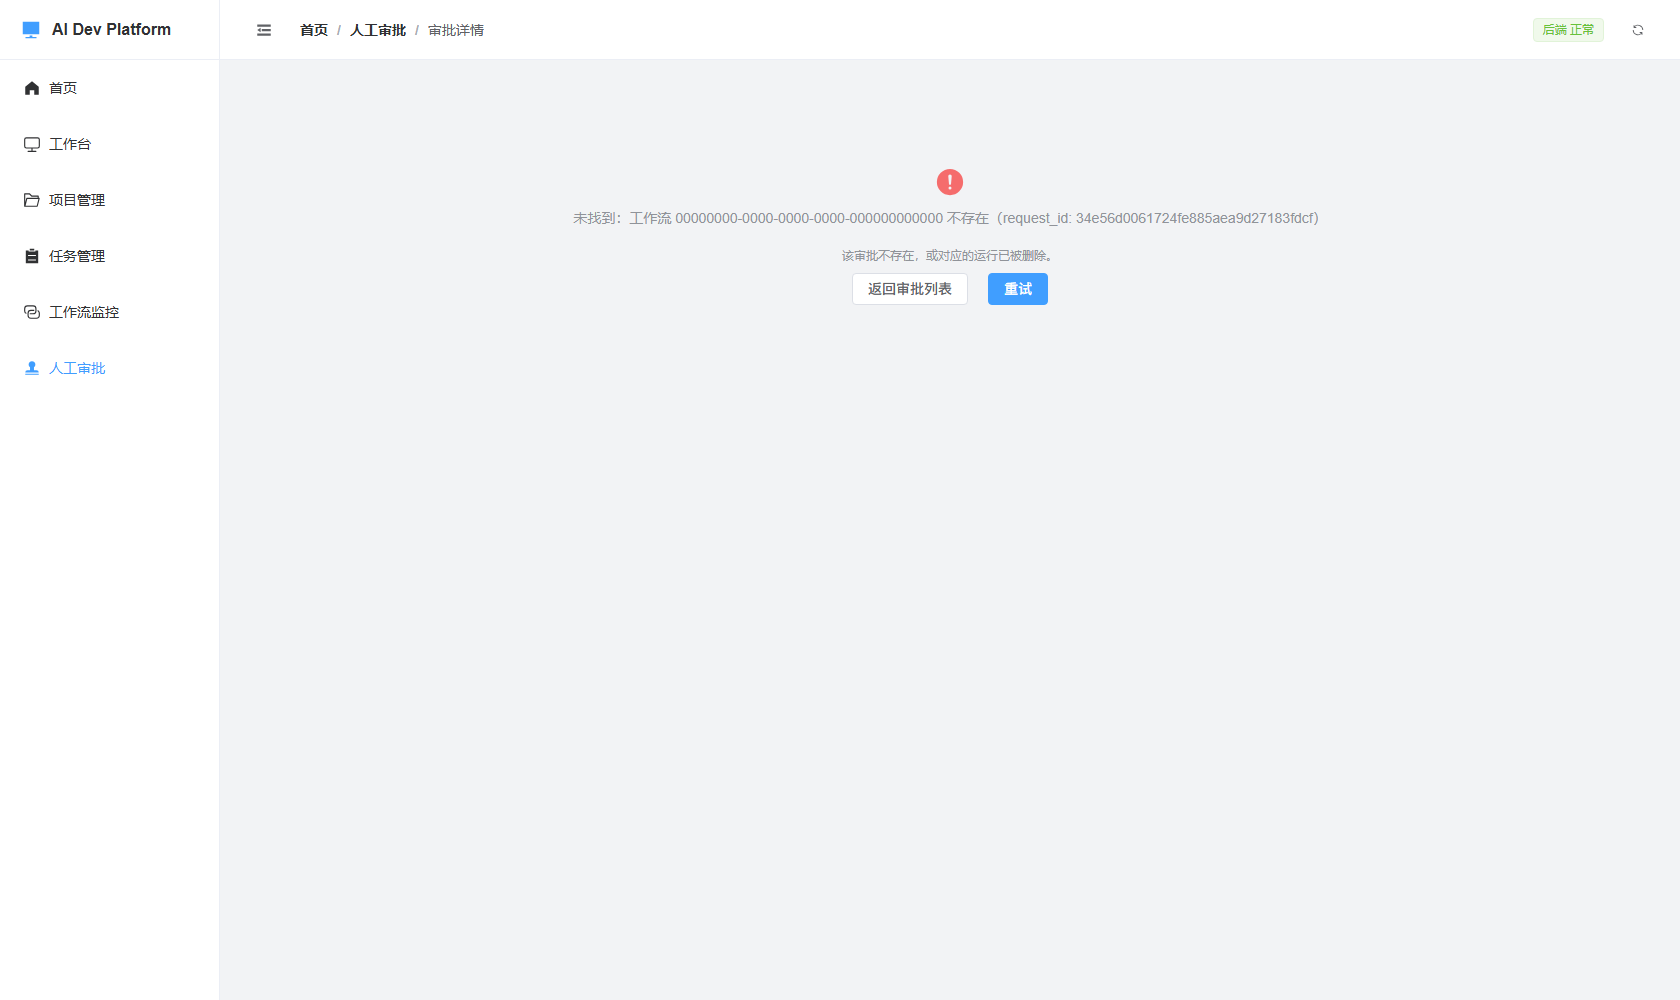 AI Dev Platform
首页 / 人工审批 / 审批详情
后端 正常
首页
工作台
项目管理
任务管理
工作流监控
人工审批
未找到：工作流 00000000-0000-0000-0000-000000000000 不存在（request_id: 34e56d0061724fe885aea9d27183fdcf）
该审批不存在，或对应的运行已被删除。
返回审批列表
重试